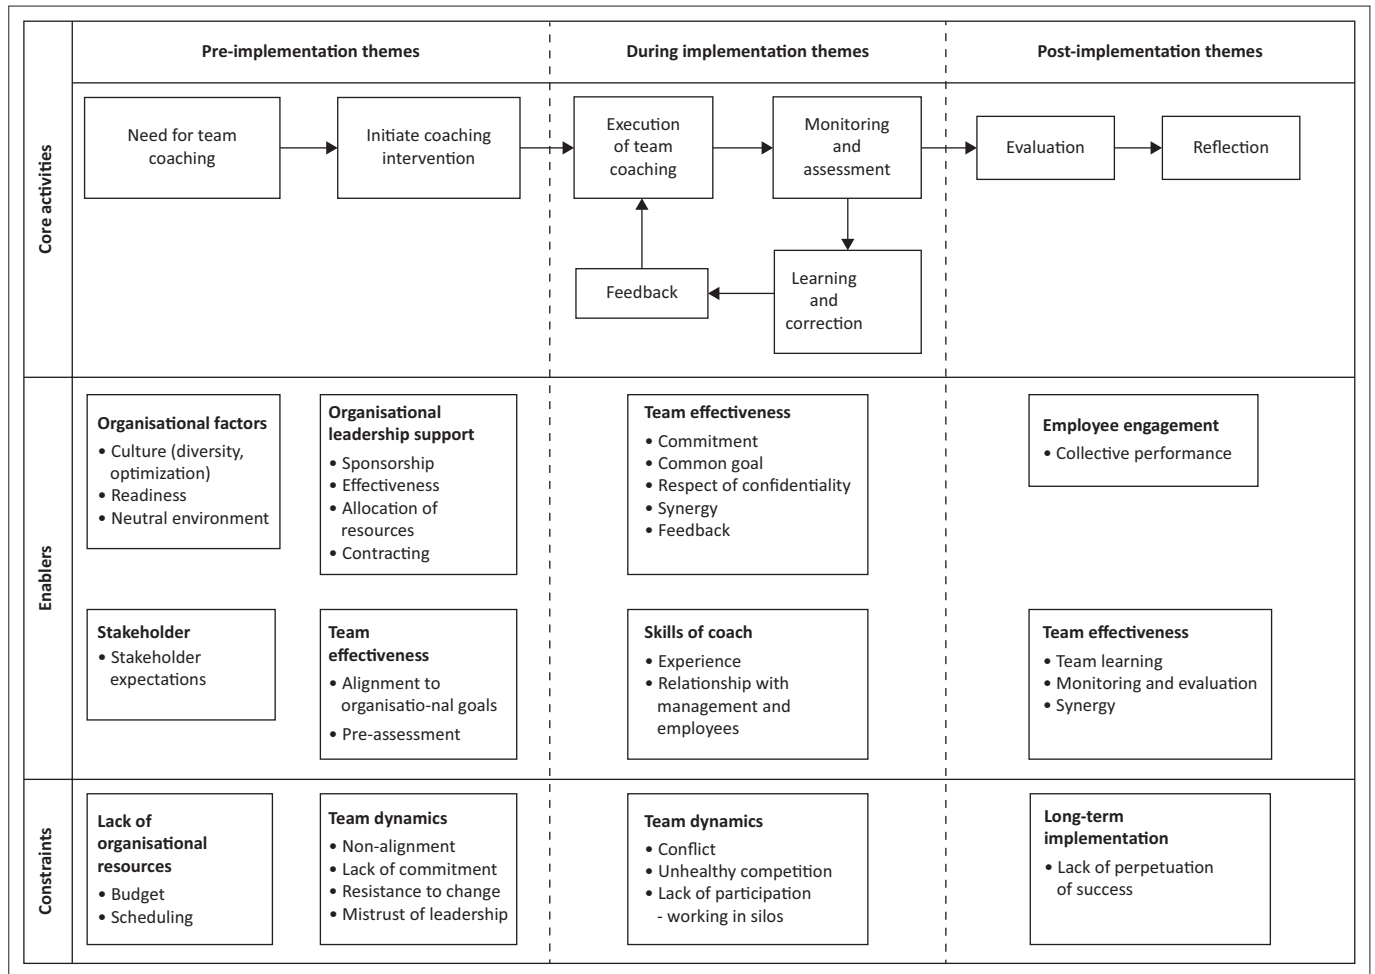 Pre-implementation themes
During implementation themes
Post-implementation themes
Core activities
Need for team
coaching
Initiate coaching
intervention
Execution
of team
coaching
Monitoring
and
assessment
Evaluation
Reflection
Feedback
Learning
and
correction
Enablers
Organisational factors
• Culture (diversity,
optimization)
• Readiness
• Neutral environment
Organisational
leadership support
• Sponsorship
• Effectiveness
• Allocation of
resources
• Contracting
Team effectiveness
• Commitment
• Common goal
• Respect of confidentiality
• Synergy
• Feedback
Employee engagement
• Collective performance
Stakeholder
• Stakeholder
expectations
Team
effectiveness
• Alignment to
organisatio-nal goals
• Pre-assessment
Skills of coach
• Experience
• Relationship with
management and
employees
Team effectiveness
• Team learning
• Monitoring and evaluation
• Synergy
Constraints
Lack of
organisational
resources
• Budget
• Scheduling
Team dynamics
• Non-alignment
• Lack of commitment
• Resistance to change
• Mistrust of leadership
Team dynamics
• Conflict
• Unhealthy competition
• Lack of participation
- working in silos
Long-term
implementation
• Lack of perpetuation
of success